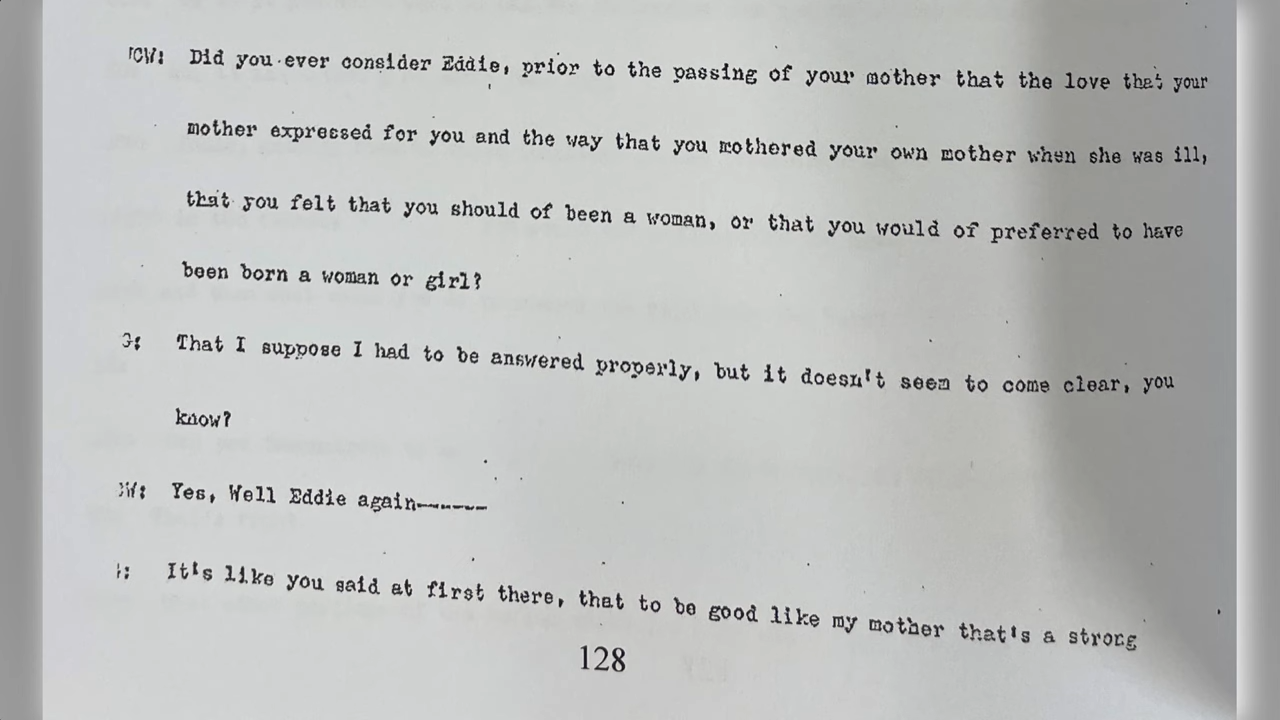 CW: Did you ever consider Eddie, prior to the passing of your mother that the love that your
mother expressed for you and the way that you mothered your own mother when she was ill,
that you felt that you should of been a woman, or that you would of preferred to have
been born a woman or girl?
G: That I suppose I had to be answered properly, but it doesn't seem to come clear, you
know?
W: Yes, Well Eddie again------
It's like you said at first there, that to be good like my mother that's a strong
128